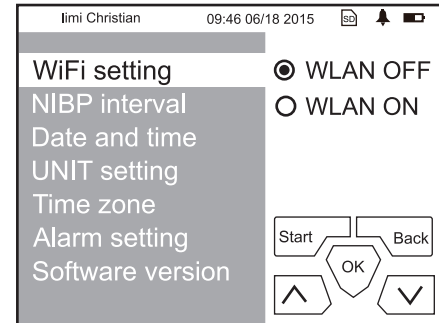 limi Christian 09:46 06/18 2015 SD
WiFi setting
WLAN OFF
NIBP interval
WLAN ON
Date and time
UNIT setting
Time zone
Alarm setting
Software version
Start
Back
OK